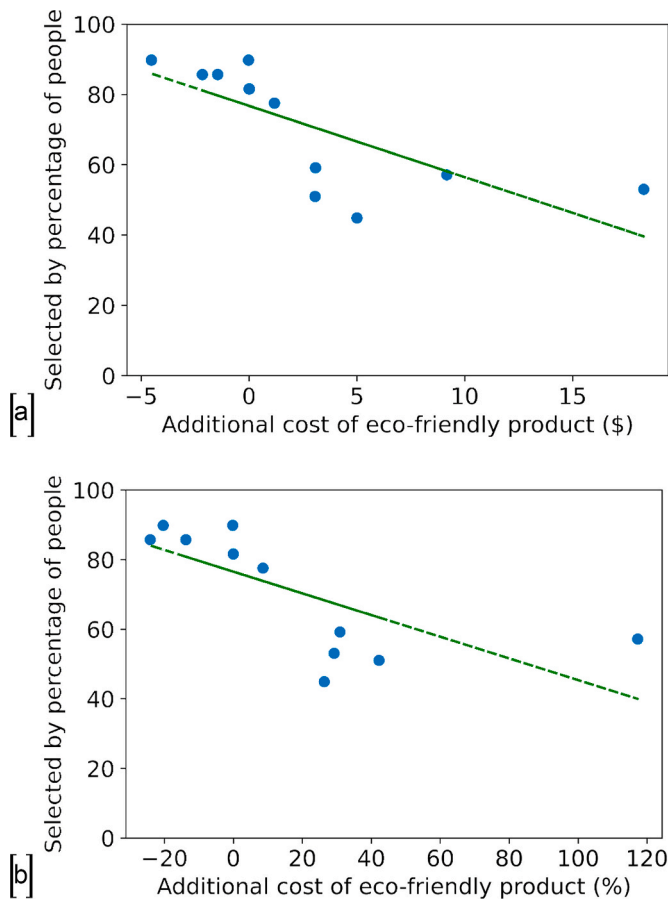 100
80
60
40
20
0
Selected by percentage of people
−5 0 5 10 15
Additional cost of eco-friendly product ($)
[a]
100
80
60
40
20
0
Selected by percentage of people
−20 0 20 40 60 80 100 120
Additional cost of eco-friendly product (%)
[b]